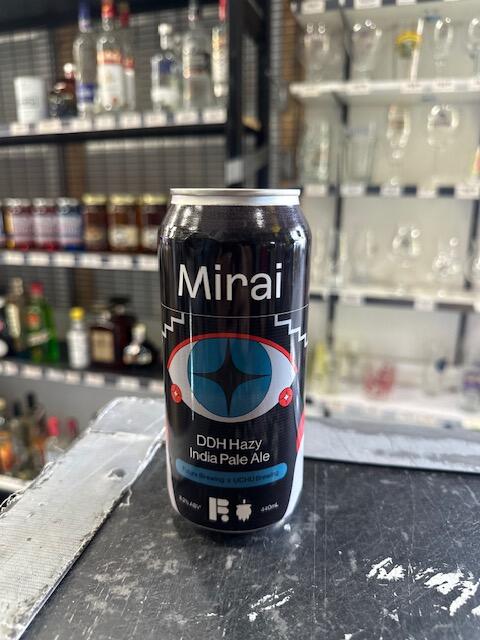 Mirai
DDH Hazy
India Pale Ale
Future Brewing x UCHU Brewing
440mL